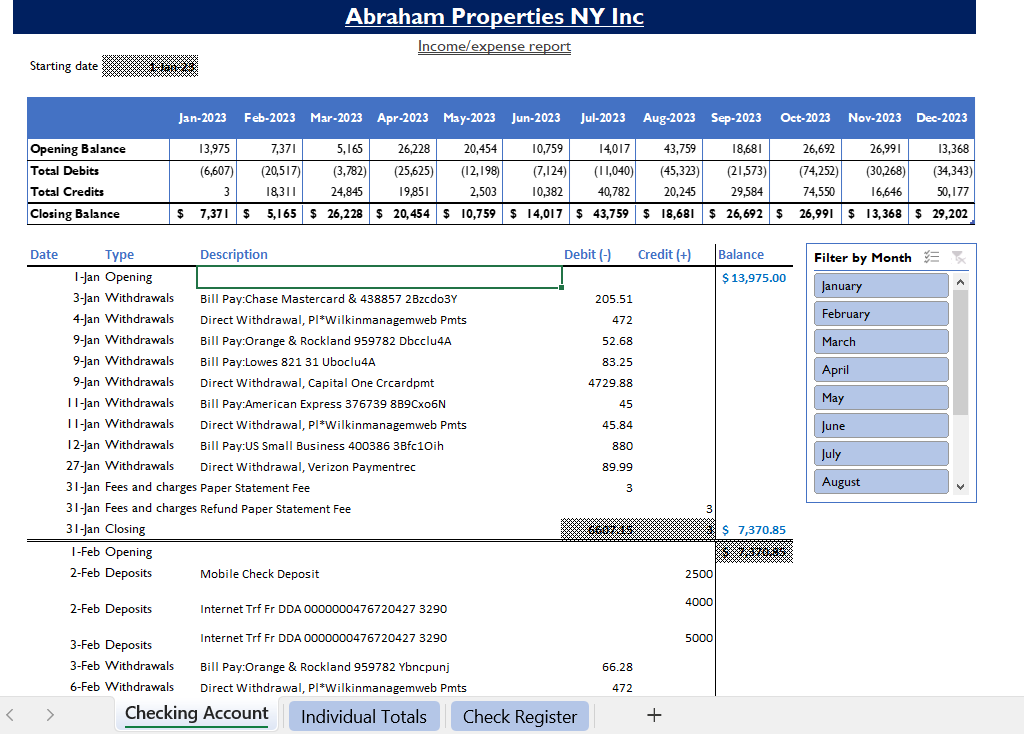 Abraham Properties NY Inc
Income/expense report
Starting date 1-Jan-23
Jan-2023 Feb-2023 Mar-2023 Apr-2023 May-2023 Jun-2023 Jul-2023 Aug-2023 Sep-2023 Oct-2023 Nov-2023 Dec-2023
Opening Balance 13,975 7,371 5,165 26,228 20,454 10,759 14,017 43,759 18,681 26,692 26,991 13,368
Total Debits (6,607) (20,517) (3,782) (25,625) (12,198) (7,124) (11,040) (45,323) (21,573) (74,252) (30,268) (34,343)
Total Credits 3 18,311 24,845 19,851 2,503 10,382 40,782 20,245 29,584 74,550 16,646 50,177
Closing Balance $ 7,371 $ 5,165 $ 26,228 $ 20,454 $ 10,759 $ 14,017 $ 43,759 $ 18,681 $ 26,692 $ 26,991 $ 13,368 $ 29,202
Date Type Description Debit (-) Credit (+) Balance
1-Jan Opening $ 13,975.00
3-Jan Withdrawals Bill Pay:Chase Mastercard & 438857 2Bzcdo3Y 205.51
4-Jan Withdrawals Direct Withdrawal, Pl*Wilkinmanagemweb Pmts 472
9-Jan Withdrawals Bill Pay:Orange & Rockland 959782 Dbcclu4A 52.68
9-Jan Withdrawals Bill Pay:Lowes 821 31 Uboclu4A 83.25
9-Jan Withdrawals Direct Withdrawal, Capital One Crcardpmt 4729.88
11-Jan Withdrawals Bill Pay:American Express 376739 8B9Cxo6N 45
11-Jan Withdrawals Direct Withdrawal, Pl*Wilkinmanagemweb Pmts 45.84
12-Jan Withdrawals Bill Pay:US Small Business 400386 3Bfc1Oih 880
27-Jan Withdrawals Direct Withdrawal, Verizon Paymentrec 89.99
31-Jan Fees and charges Paper Statement Fee 3
31-Jan Fees and charges Refund Paper Statement Fee 3
31-Jan Closing 6607.15 3 $ 7,370.85
1-Feb Opening $ 7,370.85
2-Feb Deposits Mobile Check Deposit 2500
2-Feb Deposits Internet Trf Fr DDA 0000000476720427 3290 4000
3-Feb Deposits Internet Trf Fr DDA 0000000476720427 3290 5000
3-Feb Withdrawals Bill Pay:Orange & Rockland 959782 Ybncpunj 66.28
6-Feb Withdrawals Direct Withdrawal, Pl*Wilkinmanagemweb Pmts 472
Filter by Month
January
February
March
April
May
June
July
August
Checking Account Individual Totals Check Register +